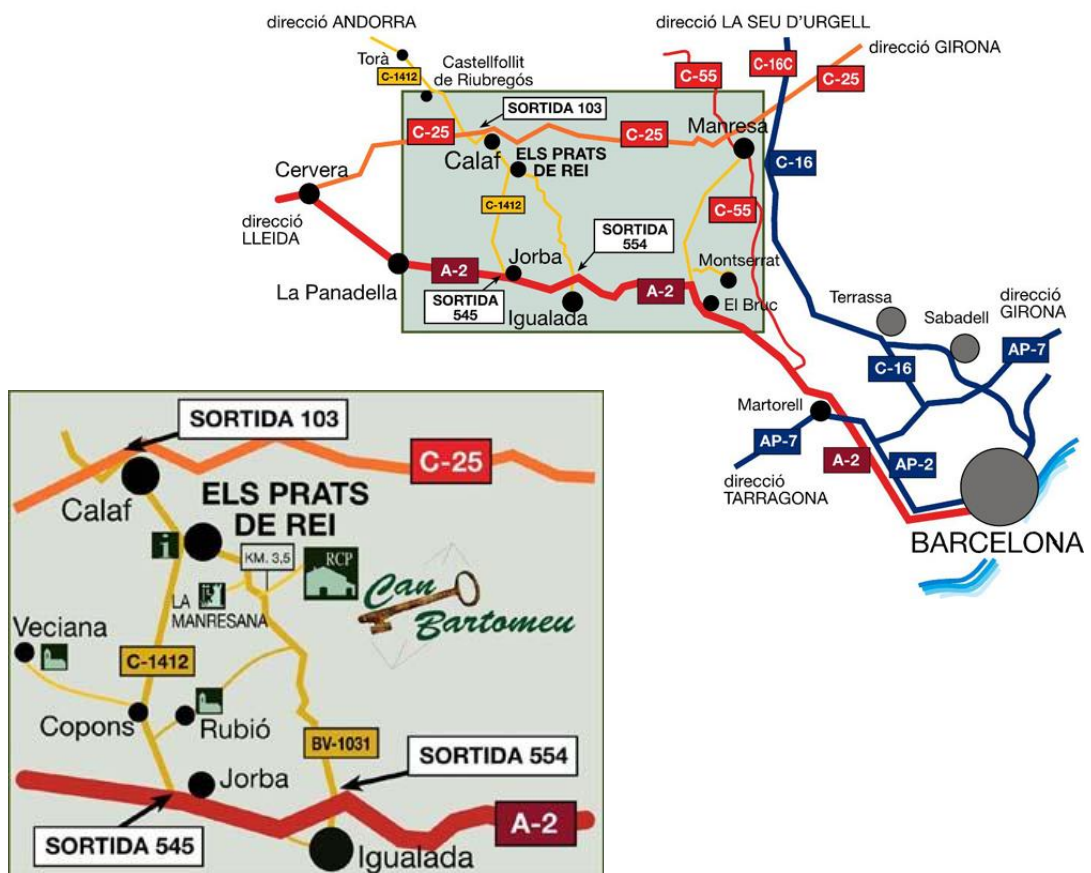 direcció ANDORRA
direcció LA SEU D'URGELL
direcció GIRONA
Torà
C-1412
Castellfollit
de Riubregós
C-55
C-16C
C-25
SORTIDA 103
C-25
C-25
Manresa
Calaf
ELS PRATS
DE REI
C-16
Cervera
C-1412
C-55
direcció
LLEIDA
SORTIDA
554
Jorba
Montserrat
A-2
A-2
La Panadella
SORTIDA
545
Igualada
El Bruc
Terrassa
Sabadell
direcció
GIRONA
AP-7
C-16
Martorell
AP-7
A-2
AP-2
direcció
TARRAGONA
BARCELONA
SORTIDA 103
C-25
Calaf
ELS PRATS
DE REI
i
KM. 3,5
RCP
LA
MANRESANA
Can
Bartomeu
Veciana
C-1412
Copons
Rubió
BV-1031
SORTIDA 554
Jorba
SORTIDA 545
A-2
Igualada